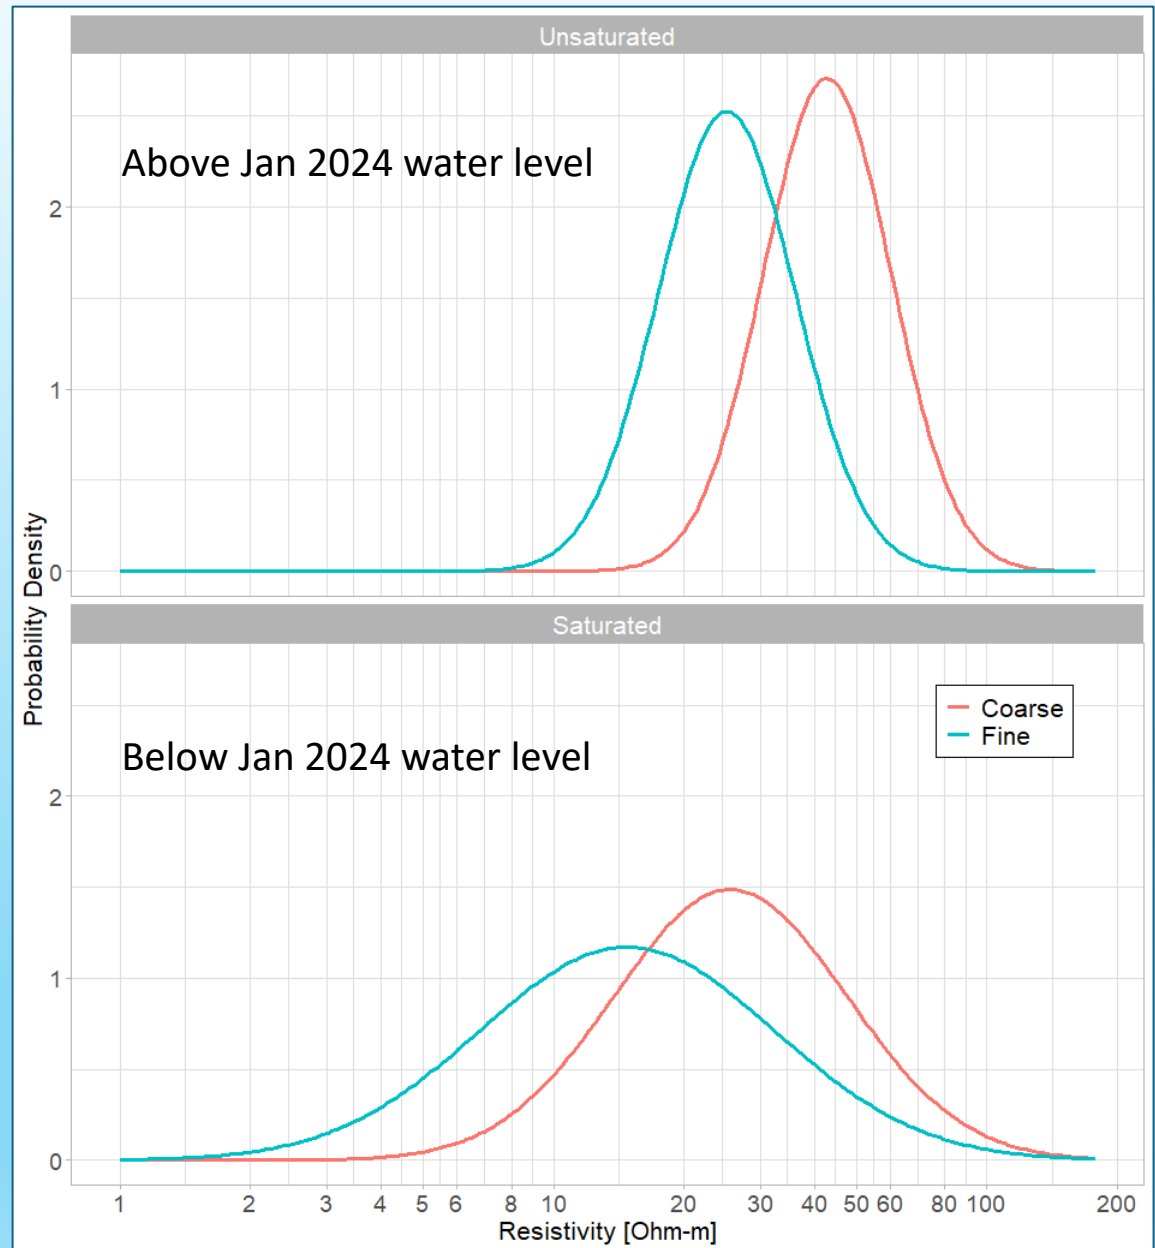 Unsaturated
Above Jan 2024 water level
2
1
0
Probability Density
Saturated
Coarse
Fine
Below Jan 2024 water level
2
1
0
1 2 3 4 5 6 8 10 20 30 40 50 60 80 100 200
Resistivity [Ohm-m]